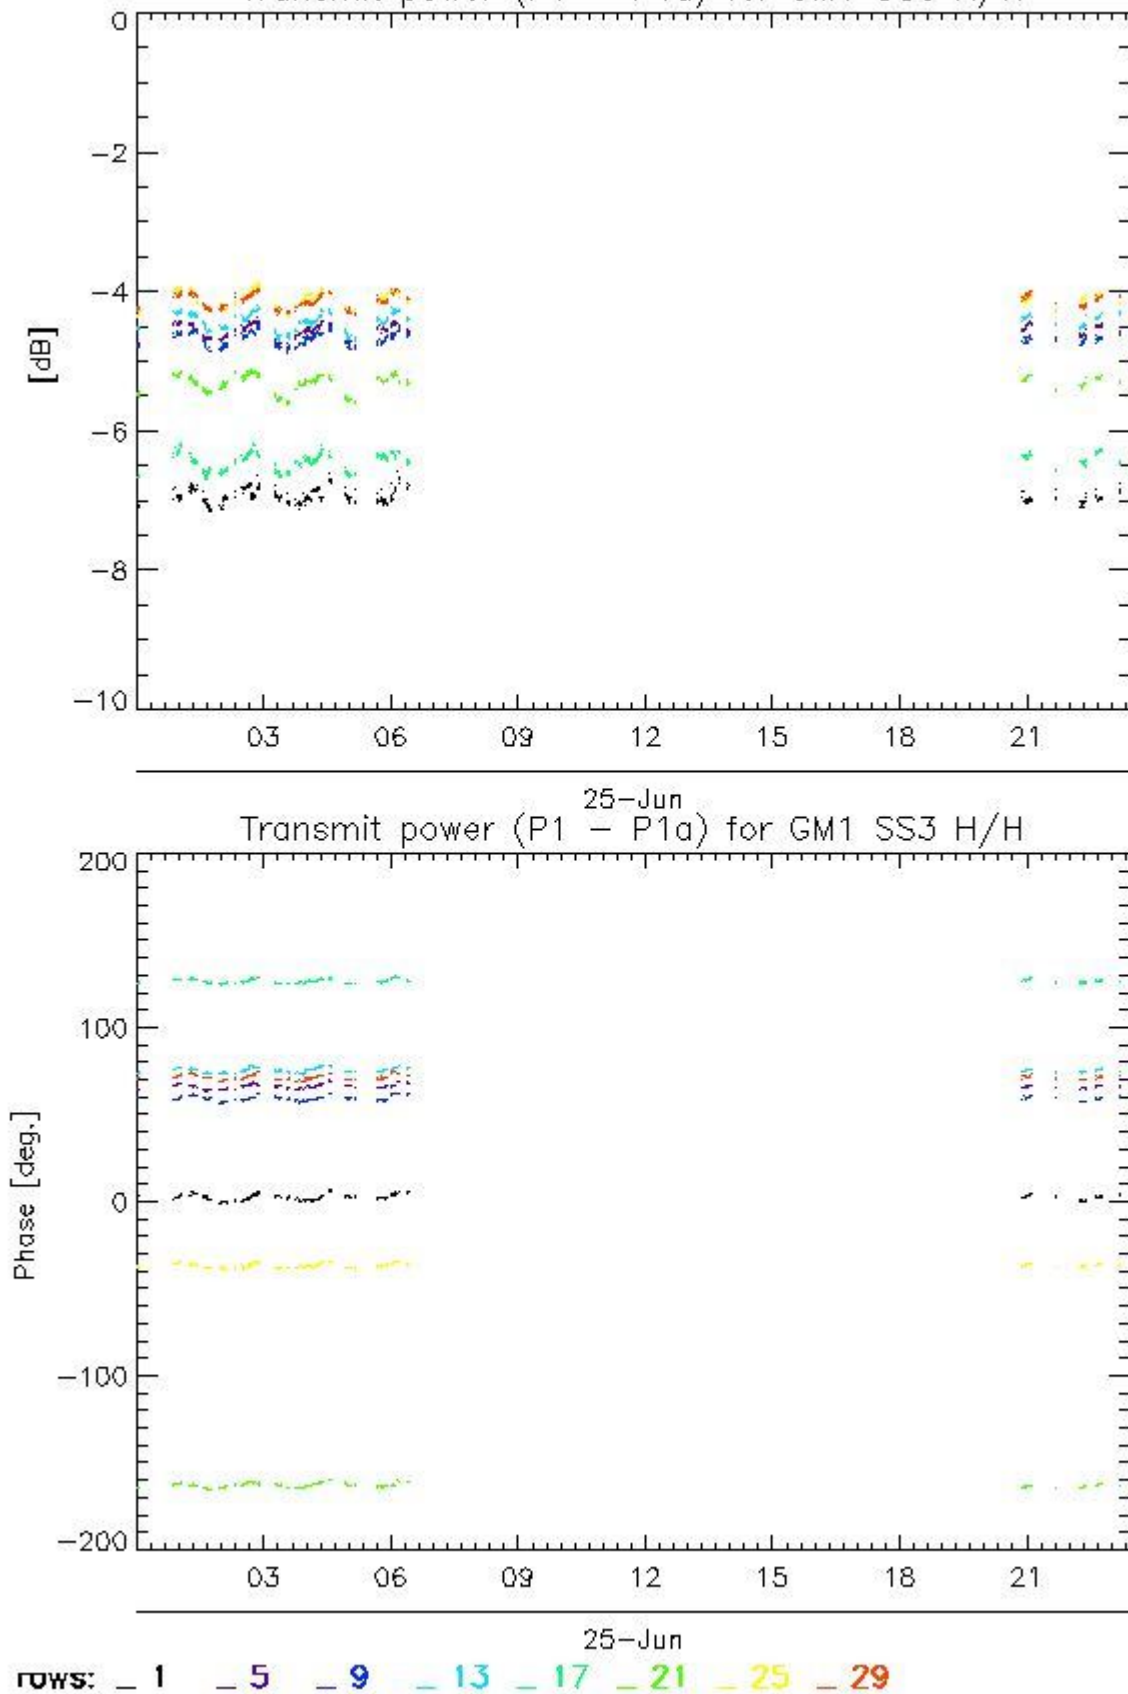 0
−2
−4
[dB]
−6
−8
−10
03 06 09 12 15 18 21
25−Jun
Transmit power (P1 − P1a) for GM1 SS3 H/H
200
100
Phase [deg.]
0
−100
−200
03 06 09 12 15 18 21
25−Jun
rows: _ 1 _ 5 _ 9 _ 13 _ 17 _ 21 _ 25 _ 29